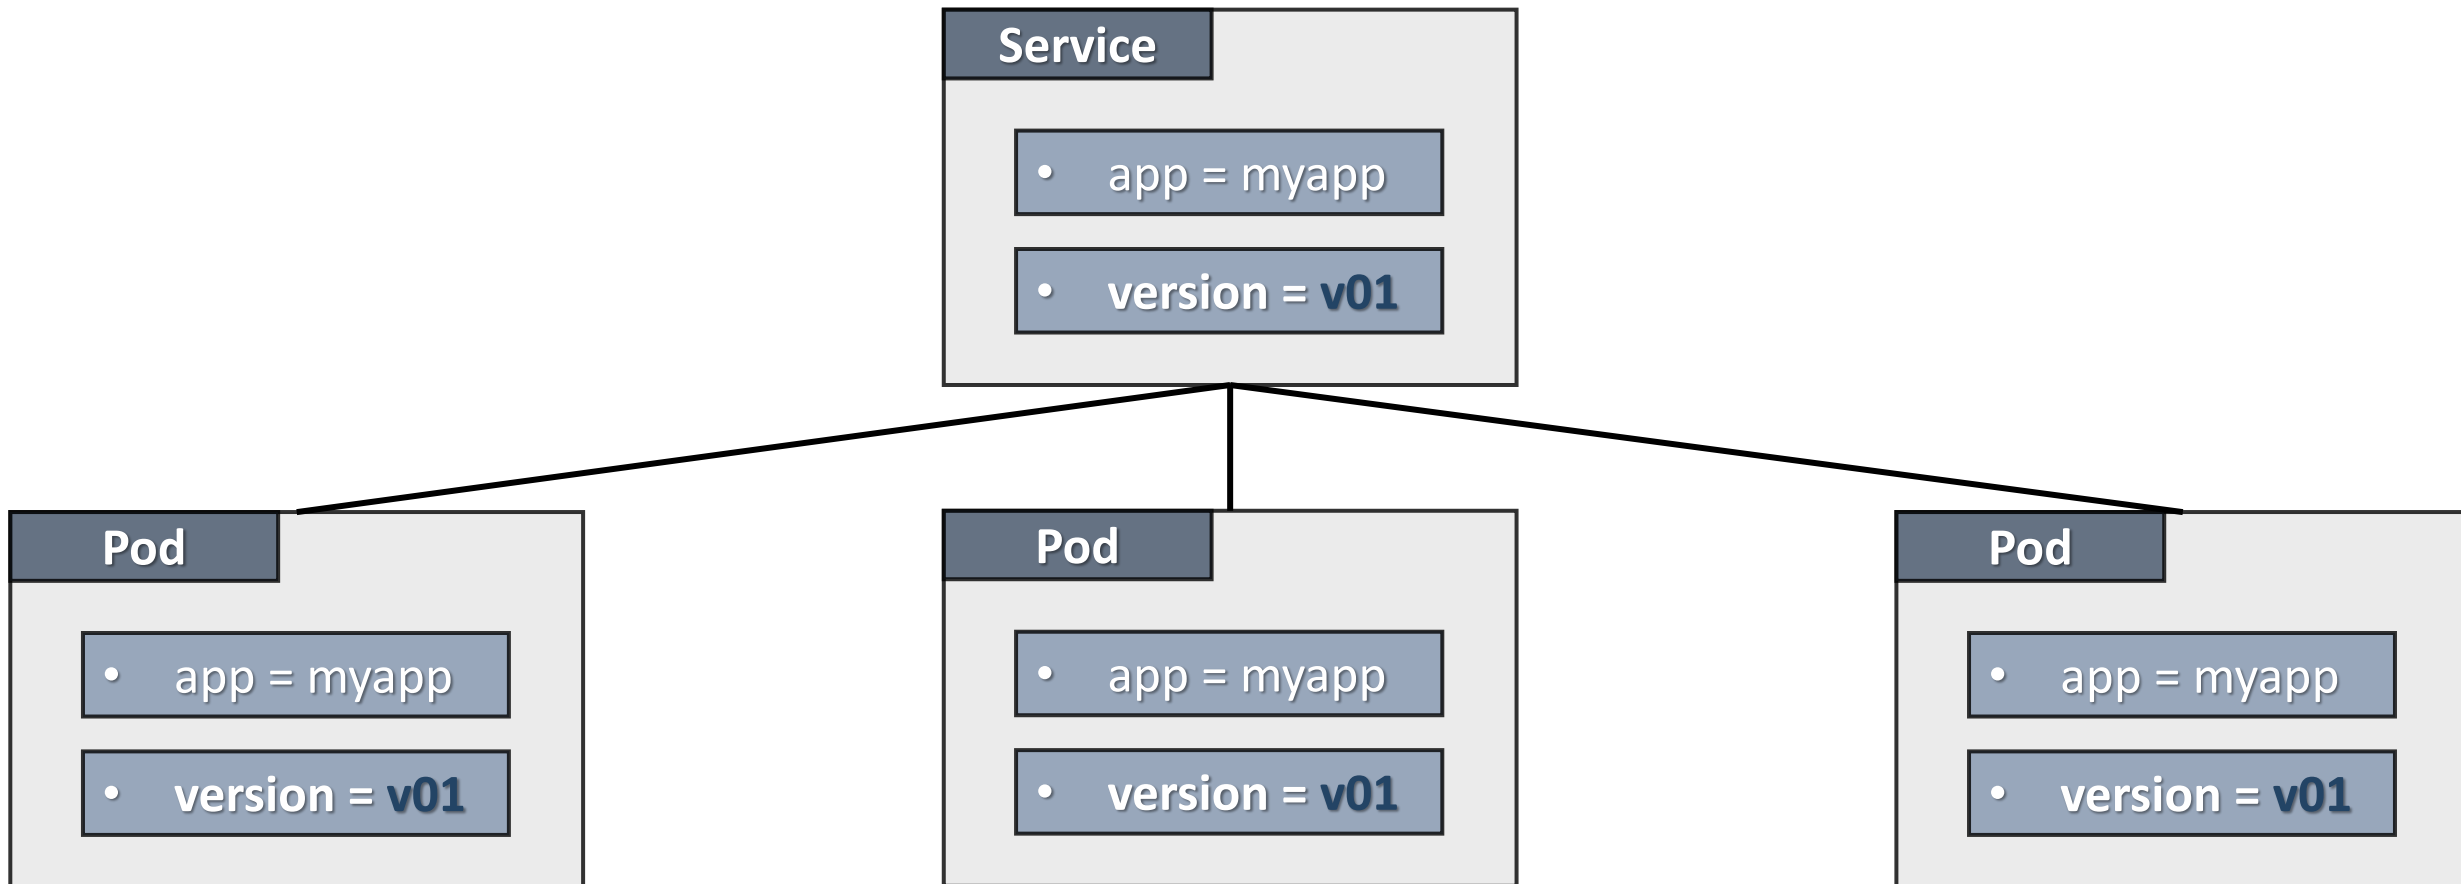 Service
• app = myapp
• version = v01
Pod
• app = myapp
• version = v01
Pod
• app = myapp
• version = v01
Pod
• app = myapp
• version = v01